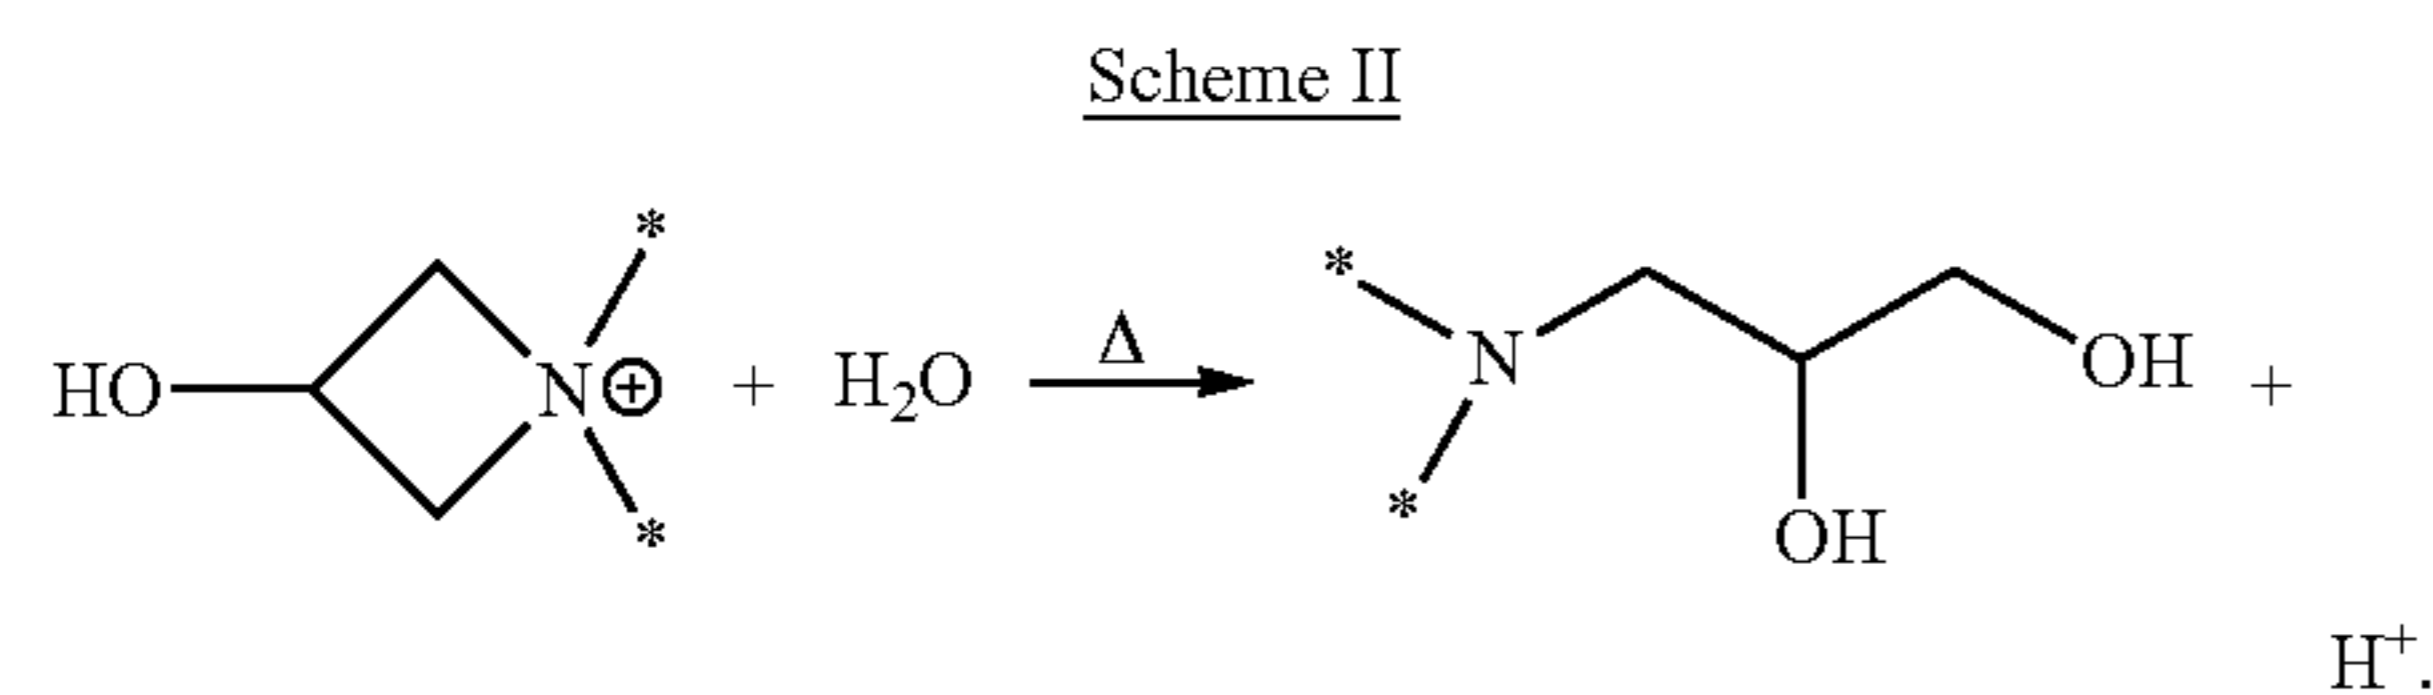 Scheme II
Δ
HO N⊕ * * + H₂O * N * OH OH +
H⁺.